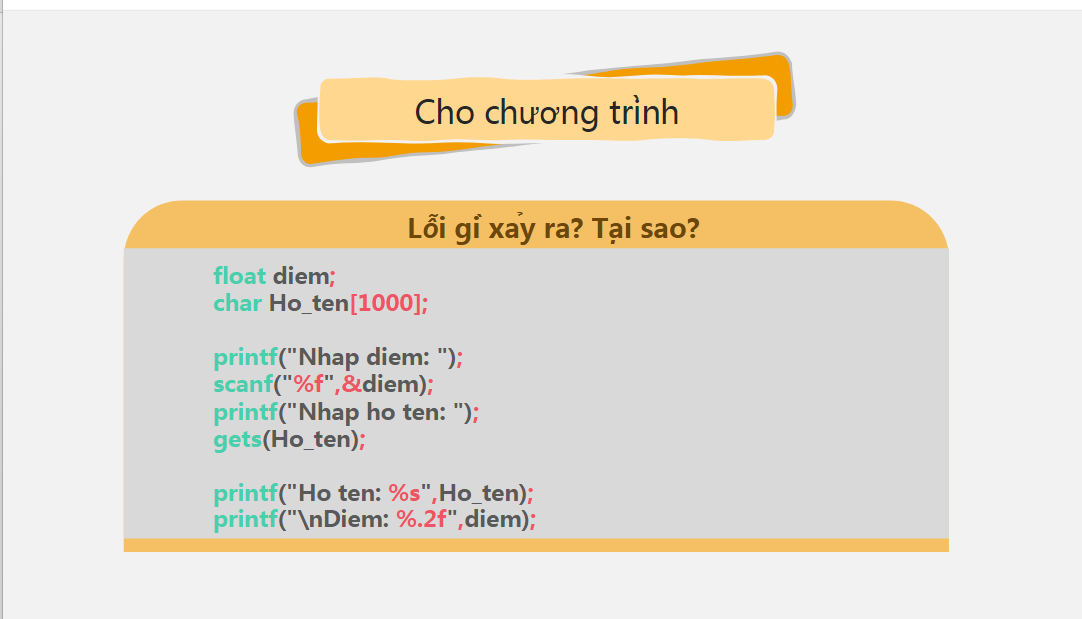 Cho chương trình
Lỗi gì xảy ra? Tại sao?
float diem;
char Ho_ten[1000];
printf("Nhap diem: ");
scanf("%f",&diem);
printf("Nhap ho ten: ");
gets(Ho_ten);
printf("Ho ten: %s",Ho_ten);
printf("\nDiem: %.2f",diem);